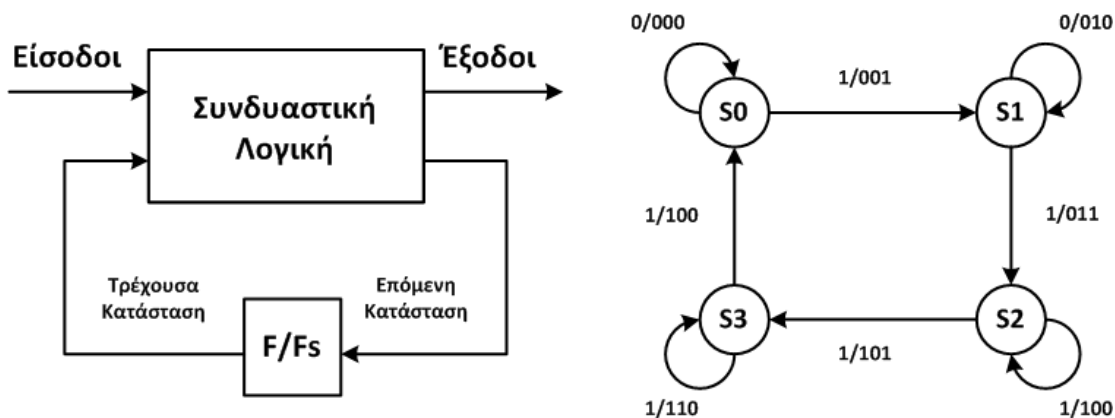 Είσοδοι
Έξοδοι
Συνδυαστική
Λογική
Τρέχουσα
Κατάσταση
Επόμενη
Κατάσταση
F/Fs
0/000
0/010
S0
1/001
S1
1/100
1/011
S3
S2
1/101
1/110
1/100